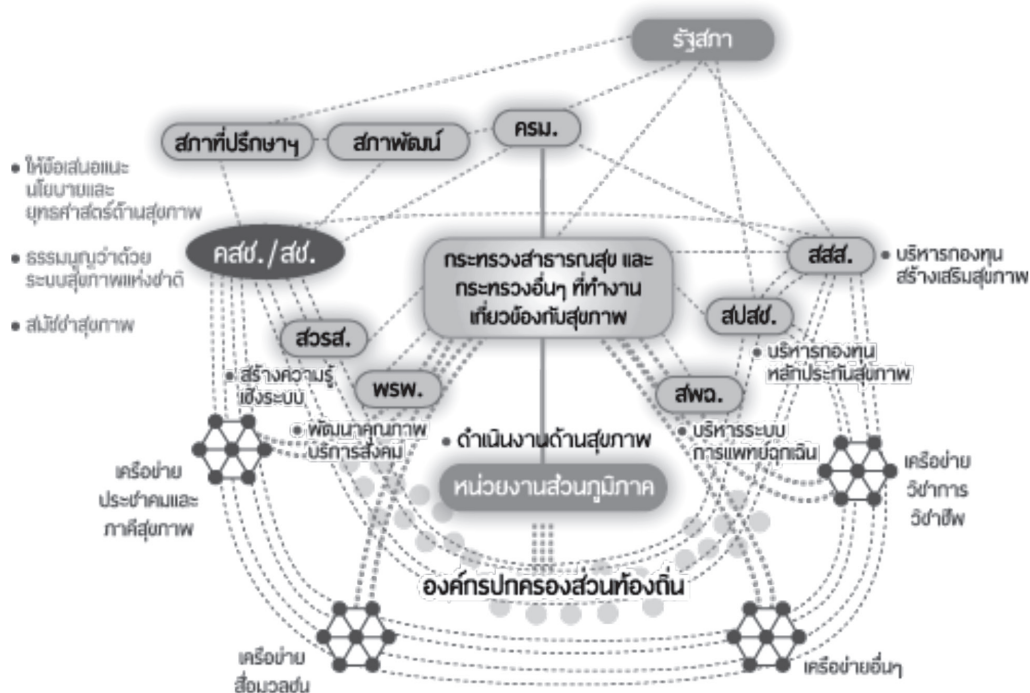 รัฐสภา
สภาที่ปรึกษาฯ
สภาพัฒน์
ครม.
• ให้ข้อเสนอแนะ
นโยบายและ
ยุทธศาสตร์ด้านสุขภาพ
• ธรรมนูญว่าด้วย
ระบบสุขภาพแห่งชาติ
• สมัชชาสุขภาพ
คสช./สช.
กระทรวงสาธารณสุข และ
กระทรวงอื่นๆ ที่ทำงาน
เกี่ยวข้องกับสุขภาพ
สสส.
• บริหารกองทุน
สร้างเสริมสุขภาพ
สวรส.
• สร้างความรู้
เชิงระบบ
พรพ.
• พัฒนาคุณภาพ
บริการสังคม
สปสช.
• บริหารกองทุน
หลักประกันสุขภาพ
สพฉ.
• บริหารระบบ
การแพทย์ฉุกเฉิน
• ดำเนินงานด้านสุขภาพ
หน่วยงานส่วนภูมิภาค
เครือข่าย
ประชาคมและ
ภาคีสุขภาพ
เครือข่าย
วิชาการ
วิชาชีพ
องค์กรปกครองส่วนท้องถิ่น
เครือข่าย
สื่อมวลชน
เครือข่ายอื่นๆ